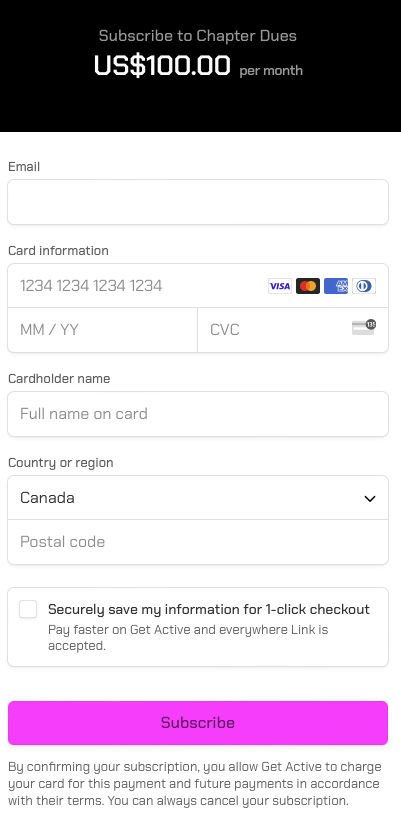 Subscribe to Chapter Dues
US$100.00 per month
Email
Card information
1234 1234 1234 1234 VISA AM EX
MM / YY CVC 135
Cardholder name
Full name on card
Country or region
Canada
Postal code
Securely save my information for 1-click checkout
Pay faster on Get Active and everywhere Link is
accepted.
Subscribe
By confirming your subscription, you allow Get Active to charge
your card for this payment and future payments in accordance
with their terms. You can always cancel your subscription.